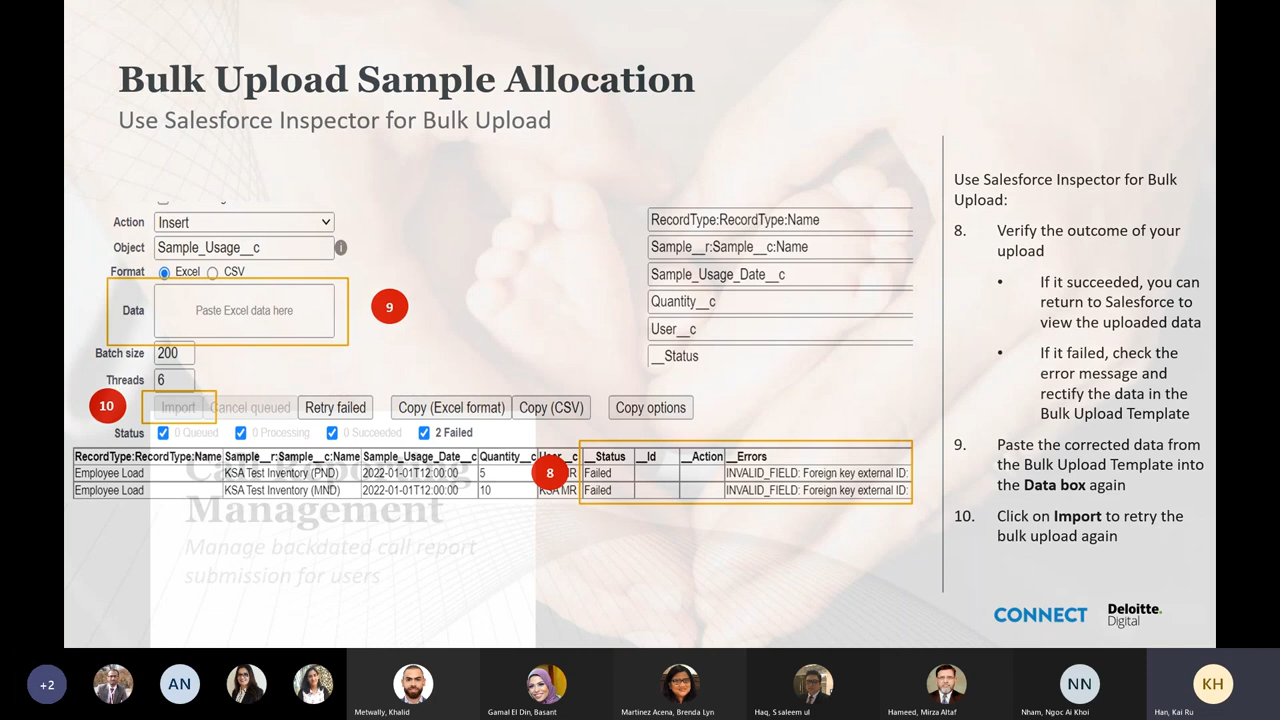 Bulk Upload Sample Allocation
Use Salesforce Inspector for Bulk Upload
Action
Insert
Object
Sample_Usage__c
i
Format
Excel
CSV
Data
Paste Excel data here
9
Batch size
200
Threads
6
10
Import
Cancel queued
Retry failed
Copy (Excel format)
Copy (CSV)
Copy options
Status
0 Queued
0 Processing
0 Succeeded
2 Failed
RecordType:RecordType:Name
Sample__r:Sample__c:Name
Sample_Usage_Date__c
Quantity__c
User__c
__Status
RecordType:RecordType:Name Sample__r:Sample__c:Name Sample_Usage_Date__c Quantity__c __Status __Id __Action __Errors
Employee Load KSA Test Inventory (PND) 2022-01-01T12:00:00 5 Failed INVALID_FIELD: Foreign key external ID:
Employee Load KSA Test Inventory (MND) 2022-01-01T12:00:00 10 KSA MR Failed INVALID_FIELD: Foreign key external ID:
8
Management
Manage backdated call report
submission for users
Use Salesforce Inspector for Bulk
Upload:
8. Verify the outcome of your
upload
• If it succeeded, you can
return to Salesforce to
view the uploaded data
• If it failed, check the
error message and
rectify the data in the
Bulk Upload Template
9. Paste the corrected data from
the Bulk Upload Template into
the Data box again
10. Click on Import to retry the
bulk upload again
CONNECT
Deloitte.
Digital
+2
AN
NN
KH
Metwally, Khalid
Gamal El Din, Basant
Martinez Acena, Brenda Lyn
Haq, S saleem ul
Hameed, Mirza Altaf
Nham, Ngoc Ai Khoi
Han, Kai Ru